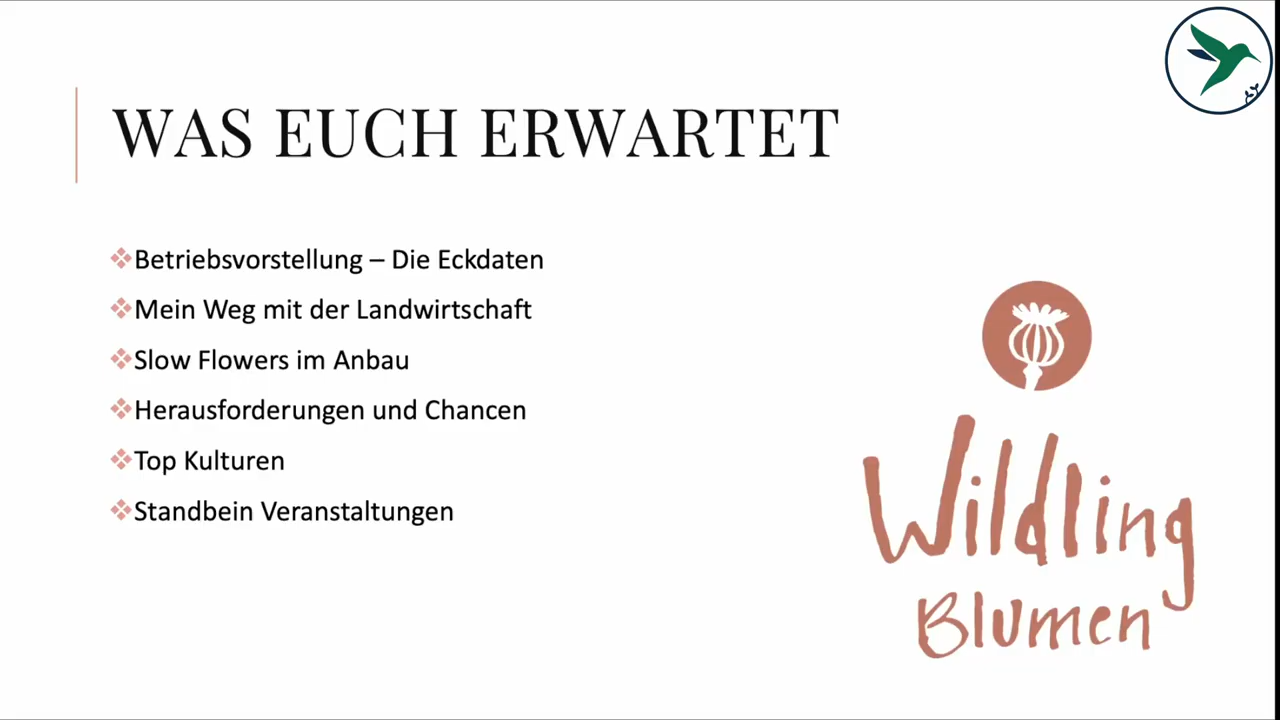 WAS EUCH ERWARTET
Betriebsvorstellung – Die Eckdaten
Mein Weg mit der Landwirtschaft
Slow Flowers im Anbau
Herausforderungen und Chancen
Top Kulturen
Standbein Veranstaltungen
Wildling
Blumen